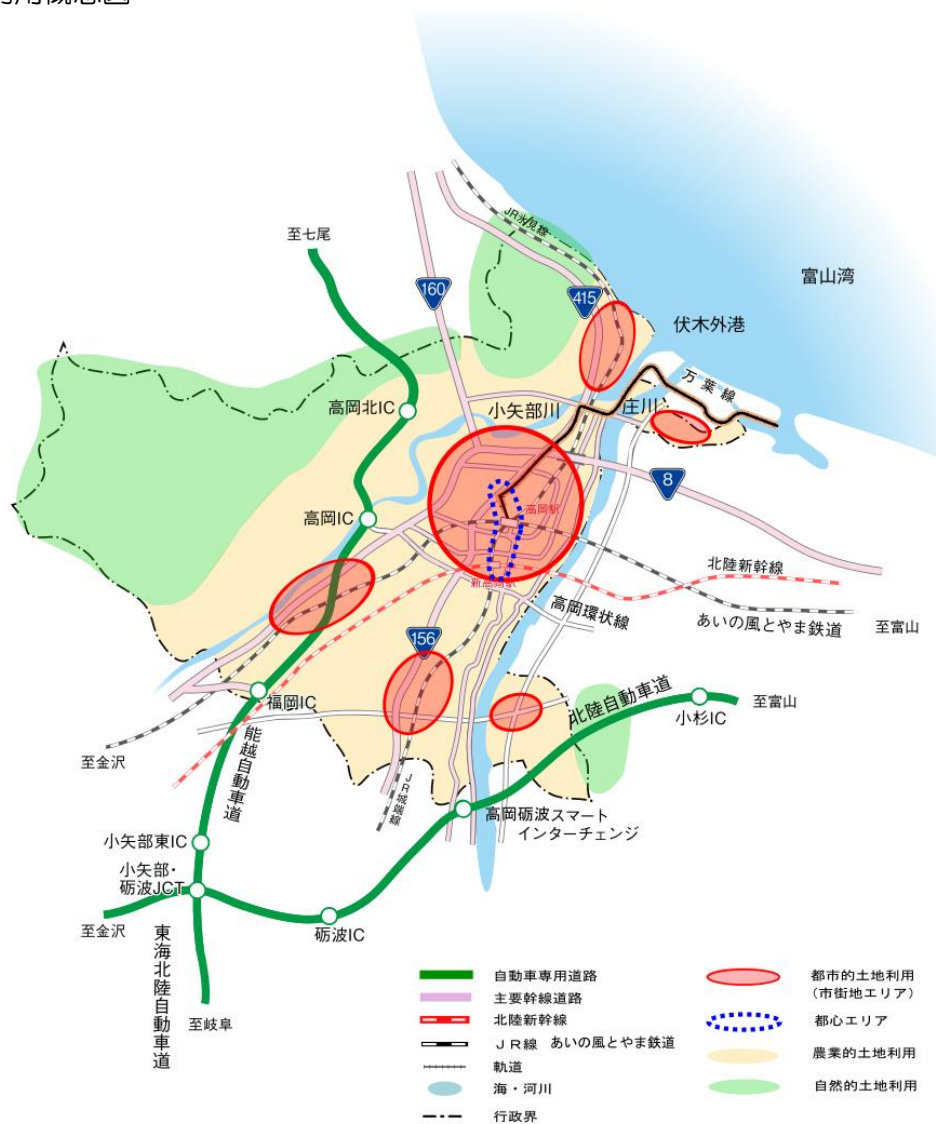 JR氷見線
至七尾
富山湾
160
415
伏木外港
万葉線
高岡北IC
小矢部川
庄川
8
高岡駅
高岡IC
北陸新幹線
新高岡駅
高岡環状線
あいの風とやま鉄道
至富山
156
福岡IC
北陸自動車道
小杉IC
至富山
至金沢
能越自動車道
JR城端線
高岡砺波スマート
インターチェンジ
小矢部東IC
小矢部・
砺波JCT
至金沢
砺波IC
東海北陸自動車道
至岐阜
自動車専用道路
主要幹線道路
北陸新幹線
JR線 あいの風とやま鉄道
軌道
海・河川
行政界
都市的土地利用
(市街地エリア)
都心エリア
農業的土地利用
自然的土地利用